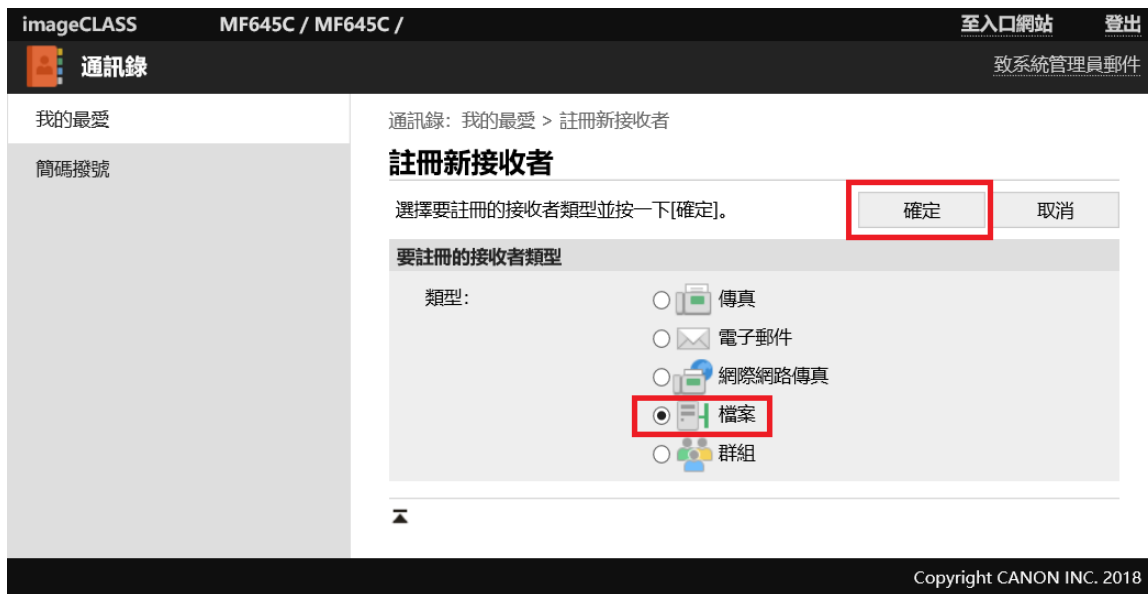 imageCLASS MF645C / MF645C / 至入口網站 登出
通訊錄 致系統管理員郵件
我的最愛
簡碼撥號
通訊錄: 我的最愛 > 註冊新接收者
註冊新接收者
選擇要註冊的接收者類型並按一下[確定]。 確定 取消
要註冊的接收者類型
類型: 傳真
電子郵件
網際網路傳真
檔案
群組
Copyright CANON INC. 2018